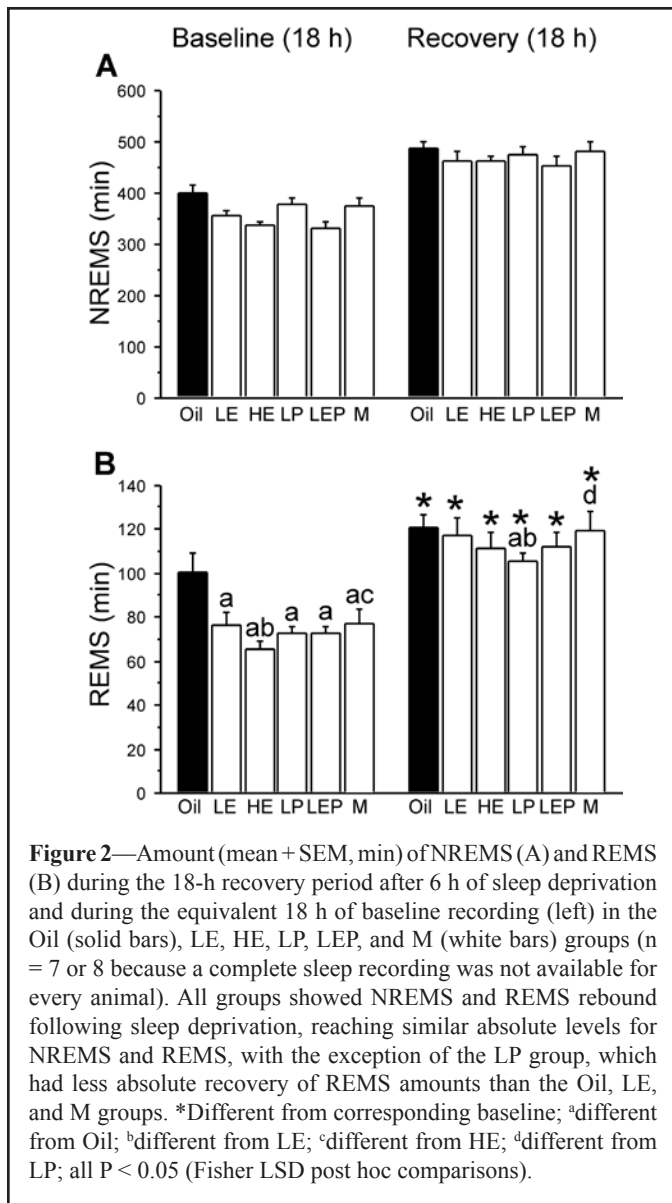 Baseline (18 h) Recovery (18 h)
A
600
500
400
300
200
100
0
NREMS (min)
Oil LE HE LP LEP M Oil LE HE LP LEP M
B
140
120
100
80
60
40
20
0
REMS (min)
a ab a a ac
* * * * * *
ab d
Oil LE HE LP LEP M Oil LE HE LP LEP M
Figure 2—Amount (mean + SEM, min) of NREMS (A) and REMS
(B) during the 18-h recovery period after 6 h of sleep deprivation
and during the equivalent 18 h of baseline recording (left) in the
Oil (solid bars), LE, HE, LP, LEP, and M (white bars) groups (n
= 7 or 8 because a complete sleep recording was not available for
every animal). All groups showed NREMS and REMS rebound
following sleep deprivation, reaching similar absolute levels for
NREMS and REMS, with the exception of the LP group, which
had less absolute recovery of REMS amounts than the Oil, LE,
and M groups. *Different from corresponding baseline; ᵃdifferent
from Oil; ᵇdifferent from LE; ᶜdifferent from HE; ᵈdifferent from
LP; all P < 0.05 (Fisher LSD post hoc comparisons).